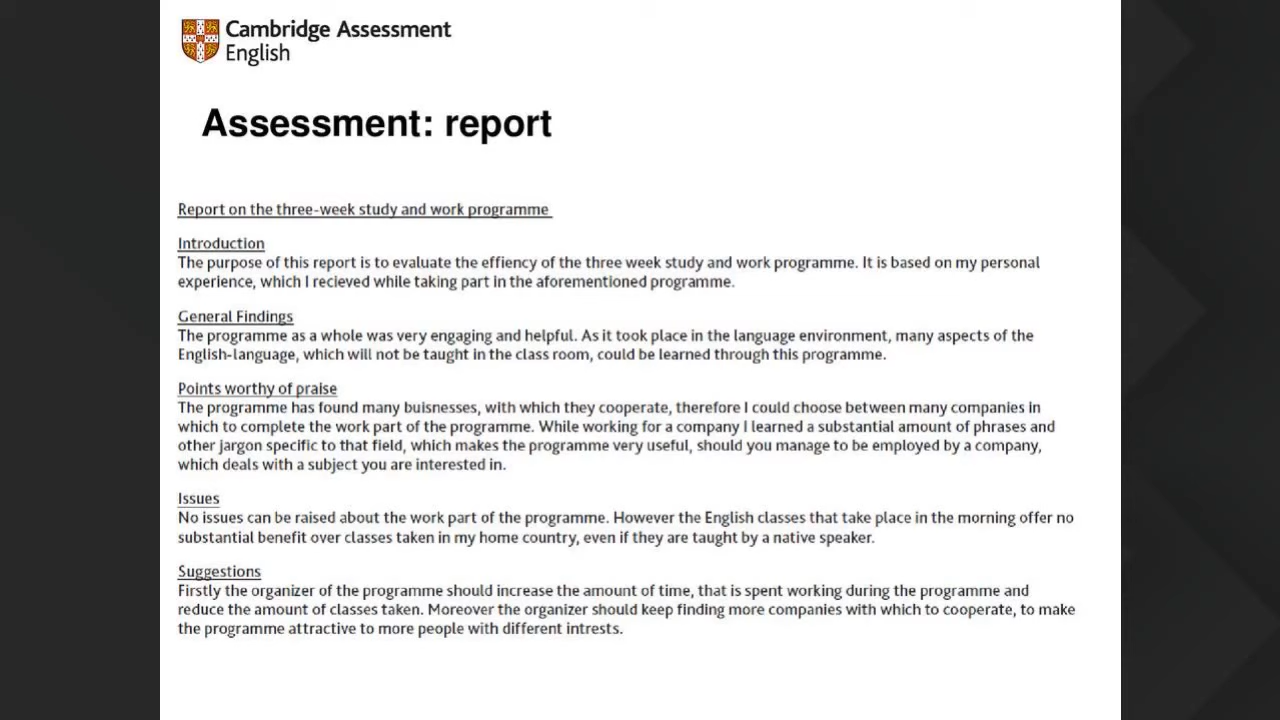 Cambridge Assessment
English
Assessment: report
Report on the three-week study and work programme
Introduction
The purpose of this report is to evaluate the effiency of the three week study and work programme. It is based on my personal
experience, which I recieved while taking part in the aforementioned programme.
General Findings
The programme as a whole was very engaging and helpful. As it took place in the language environment, many aspects of the
English-language, which will not be taught in the class room, could be learned through this programme.
Points worthy of praise
The programme has found many buisnesses, with which they cooperate, therefore I could choose between many companies in
which to complete the work part of the programme. While working for a company I learned a substantial amount of phrases and
other jargon specific to that field, which makes the programme very useful, should you manage to be employed by a company,
which deals with a subject you are interested in.
Issues
No issues can be raised about the work part of the programme. However the English classes that take place in the morning offer no
substantial benefit over classes taken in my home country, even if they are taught by a native speaker.
Suggestions
Firstly the organizer of the programme should increase the amount of time, that is spent working during the programme and
reduce the amount of classes taken. Moreover the organizer should keep finding more companies with which to cooperate, to make
the programme attractive to more people with different intrests.